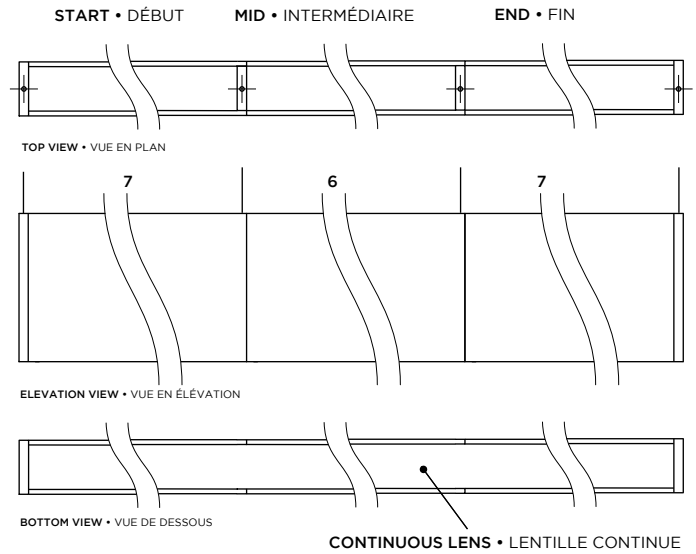 START • DÉBUT
MID • INTERMÉDIAIRE
END • FIN
TOP VIEW • VUE EN PLAN
7
6
7
ELEVATION VIEW • VUE EN ÉLÉVATION
BOTTOM VIEW • VUE DE DESSOUS
CONTINUOUS LENS • LENTILLE CONTINUE